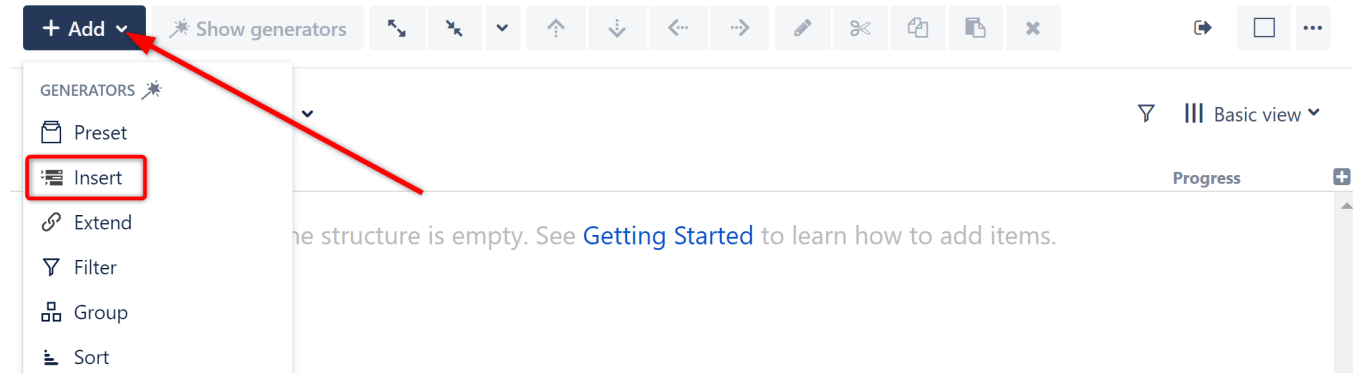 + Add
Show generators
GENERATORS
Preset
Basic view
Insert
Progress
Extend
he structure is empty. See Getting Started to learn how to add items.
Filter
Group
Sort